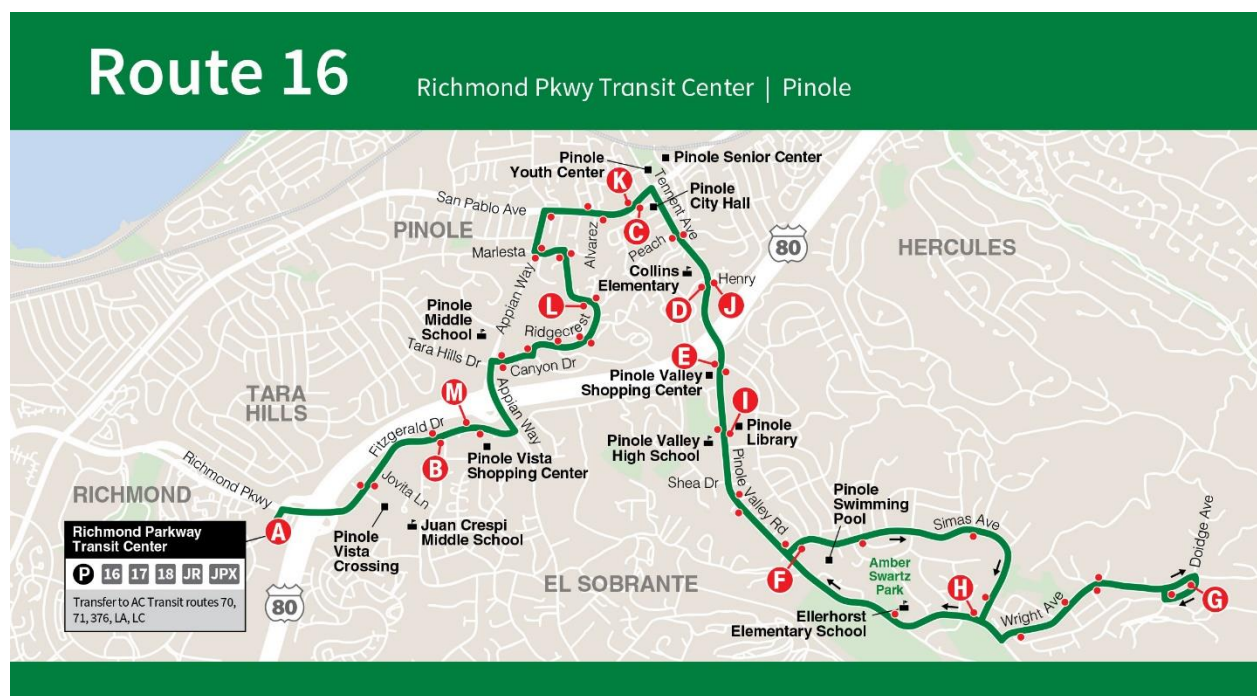 Route 16
Richmond Pkwy Transit Center | Pinole
Pinole
Youth Center
Pinole Senior Center
K
San Pablo Ave
Tennent Ave
Pinole
City Hall
C
PINOLE
Alvarez
Peach
80
HERCULES
Marlesta
Collins
Elementary
Henry
Appian Way
D
J
L
Pinole
Middle
School
Ridgecrest
Tara Hills Dr
Canyon Dr
E
Pinole Valley
Shopping Center
TARA
HILLS
M
Appian Way
I
Pinole
Library
Fitzgerald Dr
B
Pinole Vista
Shopping Center
Pinole Valley
High School
Richmond Pkwy
Jovita Ln
Shea Dr
Pinole Valley Rd
RICHMOND
A
Pinole
Vista
Crossing
Juan Crespi
Middle School
Pinole
Swimming
Pool
Simas Ave
Doidge Ave
Richmond Parkway
Transit Center
P 16 17 18 JR JPX
Transfer to AC Transit routes 70,
71, 376, LA, LC
80
EL SOBRANTE
F
Amber
Swartz
Park
H
Ellerhorst
Elementary School
Wright Ave
G